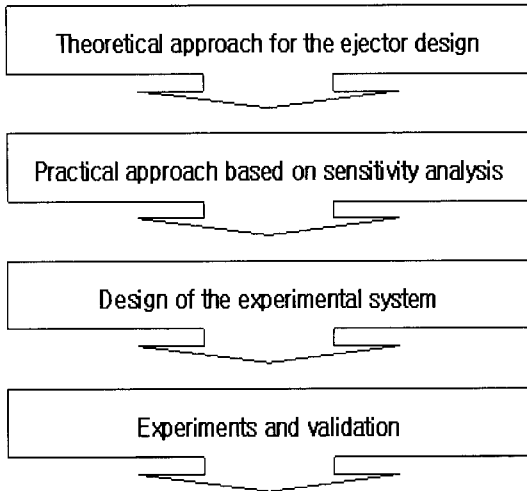 Theoretical approach for the ejector design
Practical approach based on sensitivity analysis
Design of the experimental system
Experiments and validation